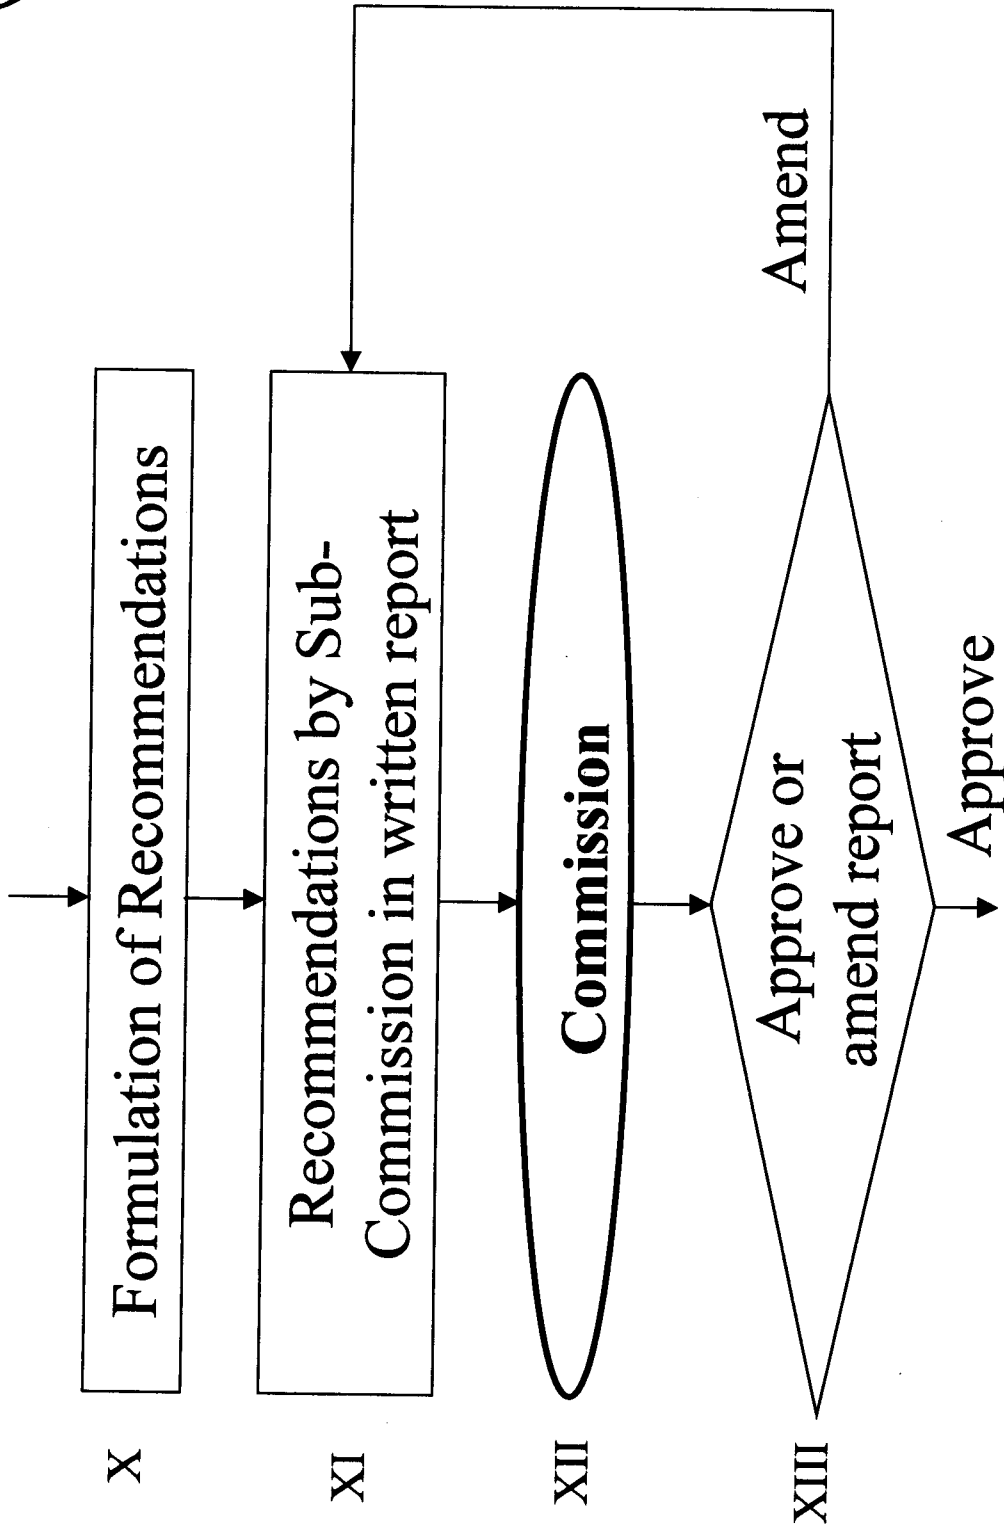 X
Formulation of Recommendations
XI
Recommendations by Sub-
Commission in written report
XII
Commission
XIII
Approve or
amend report
Amend
Approve